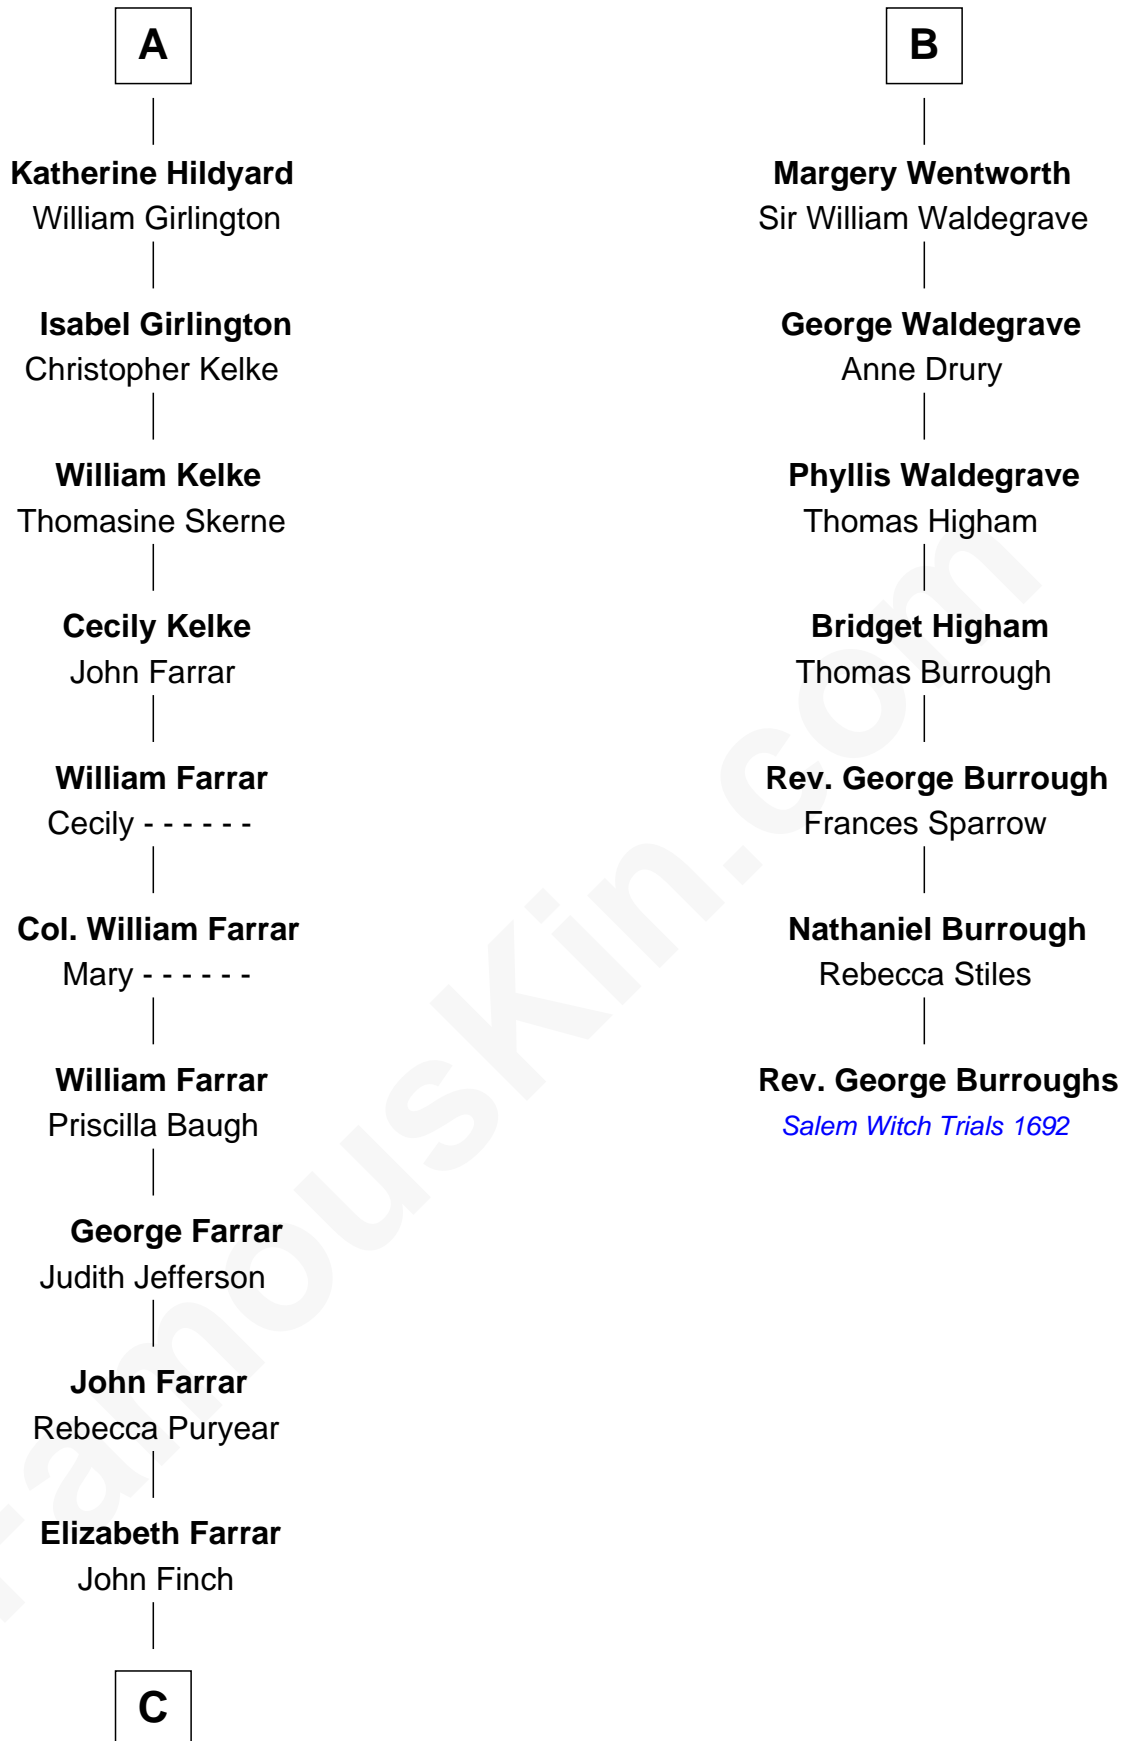 A
Katherine Hildyard
William Girlington
Isabel Girlington
Christopher Kelke
William Kelke
Thomasine Skerne
Cecily Kelke
John Farrar
William Farrar
Cecily - - - - - -
Col. William Farrar
Mary - - - - - -
William Farrar
Priscilla Baugh
George Farrar
Judith Jefferson
John Farrar
Rebecca Puryear
Elizabeth Farrar
John Finch
C
B
Margery Wentworth
Sir William Waldegrave
George Waldegrave
Anne Drury
Phyllis Waldegrave
Thomas Higham
Bridget Higham
Thomas Burrough
Rev. George Burrough
Frances Sparrow
Nathaniel Burrough
Rebecca Stiles
Rev. George Burroughs
Salem Witch Trials 1692
FamousKin.com